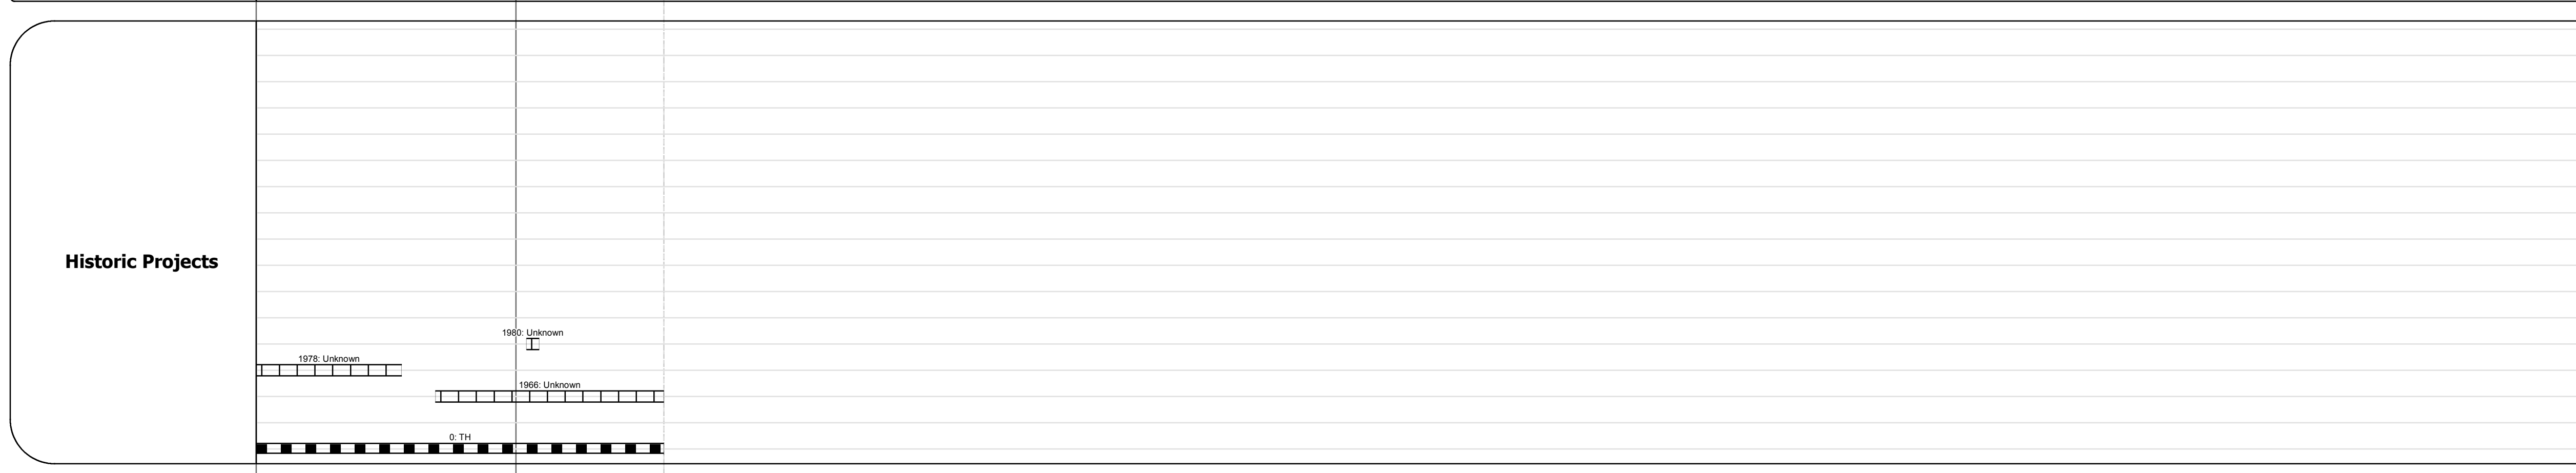 Historic Projects
1980: Unknown
1978: Unknown
1966: Unknown
0: TH